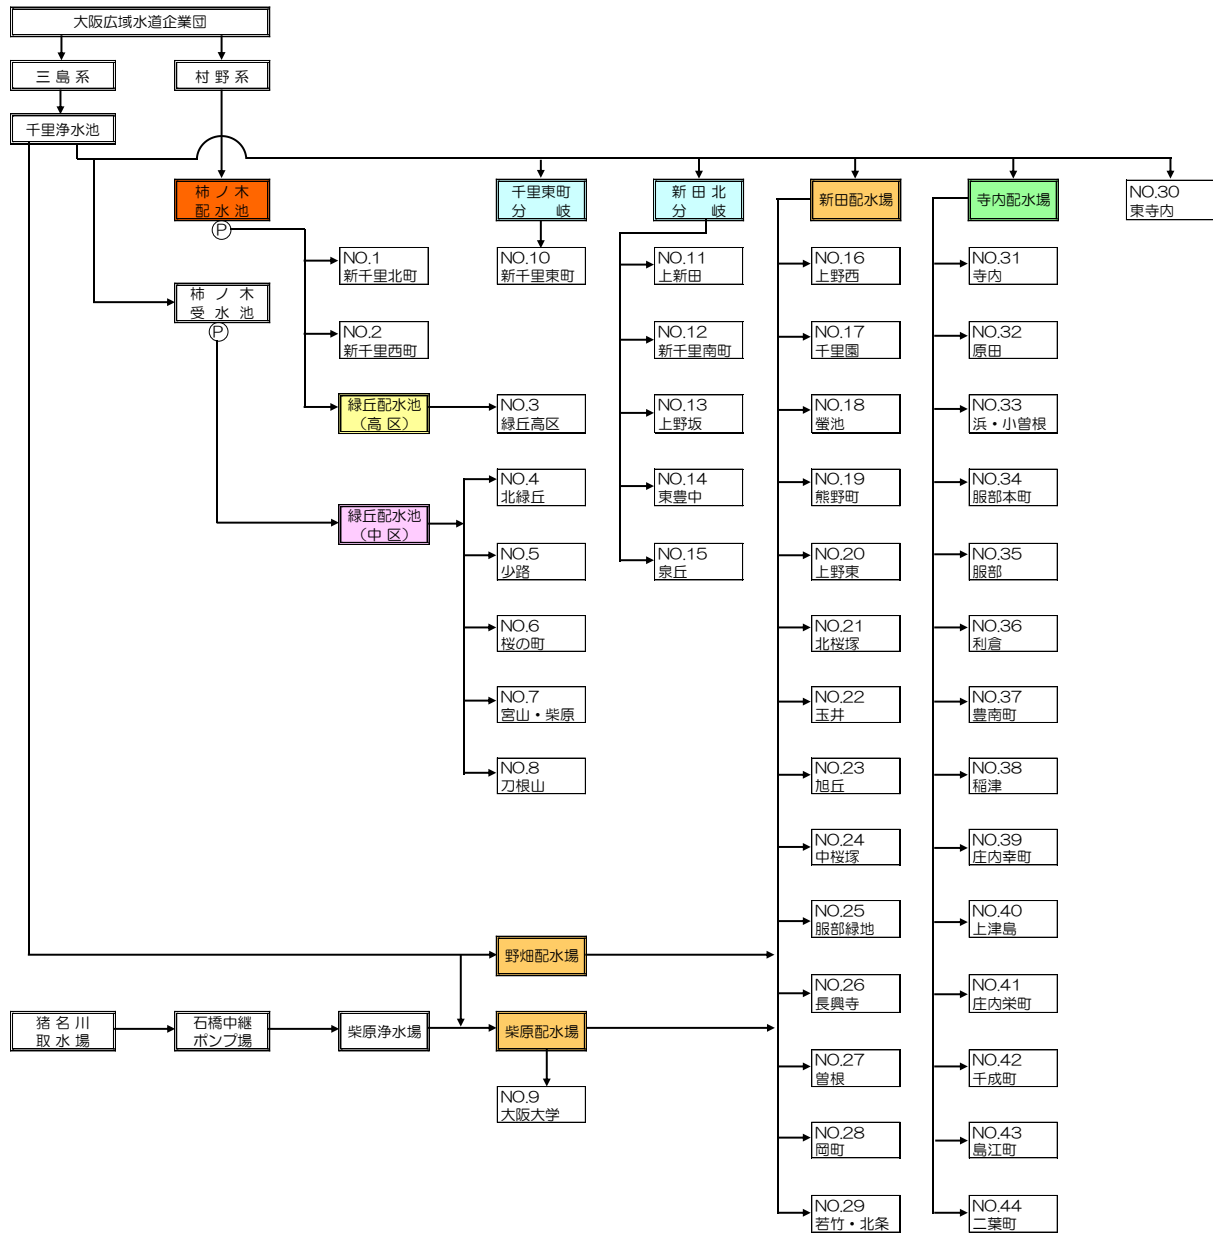 大阪広域水道企業団
三島系
村野系
千里浄水池
柿ノ木
配水池
P
千里東町
分岐
新田北
分岐
新田配水場
寺内配水場
NO.30
東寺内
NO.1
新千里北町
NO.10
新千里東町
NO.11
上新田
NO.16
上野西
NO.31
寺内
柿ノ木
受水池
P
NO.2
新千里西町
NO.12
新千里南町
NO.17
千里園
NO.32
原田
緑丘配水池
(高区)
NO.3
緑丘高区
NO.13
上野坂
NO.18
螢池
NO.33
浜・小曽根
NO.4
北緑丘
NO.14
東豊中
NO.19
熊野町
NO.34
服部本町
緑丘配水池
(中区)
NO.5
少路
NO.15
泉丘
NO.20
上野東
NO.35
服部
NO.6
桜の町
NO.21
北桜塚
NO.36
利倉
NO.7
宮山・柴原
NO.22
玉井
NO.37
豊南町
NO.8
刀根山
NO.23
旭丘
NO.38
稲津
NO.24
中桜塚
NO.39
庄内幸町
NO.25
服部緑地
NO.40
上津島
野畑配水場
NO.26
長興寺
NO.41
庄内栄町
猪名川
取水場
石橋中継
ポンプ場
柴原浄水場
柴原配水場
NO.27
曽根
NO.42
千成町
NO.9
大阪大学
NO.28
岡町
NO.43
島江町
NO.29
若竹・北条
NO.44
二葉町